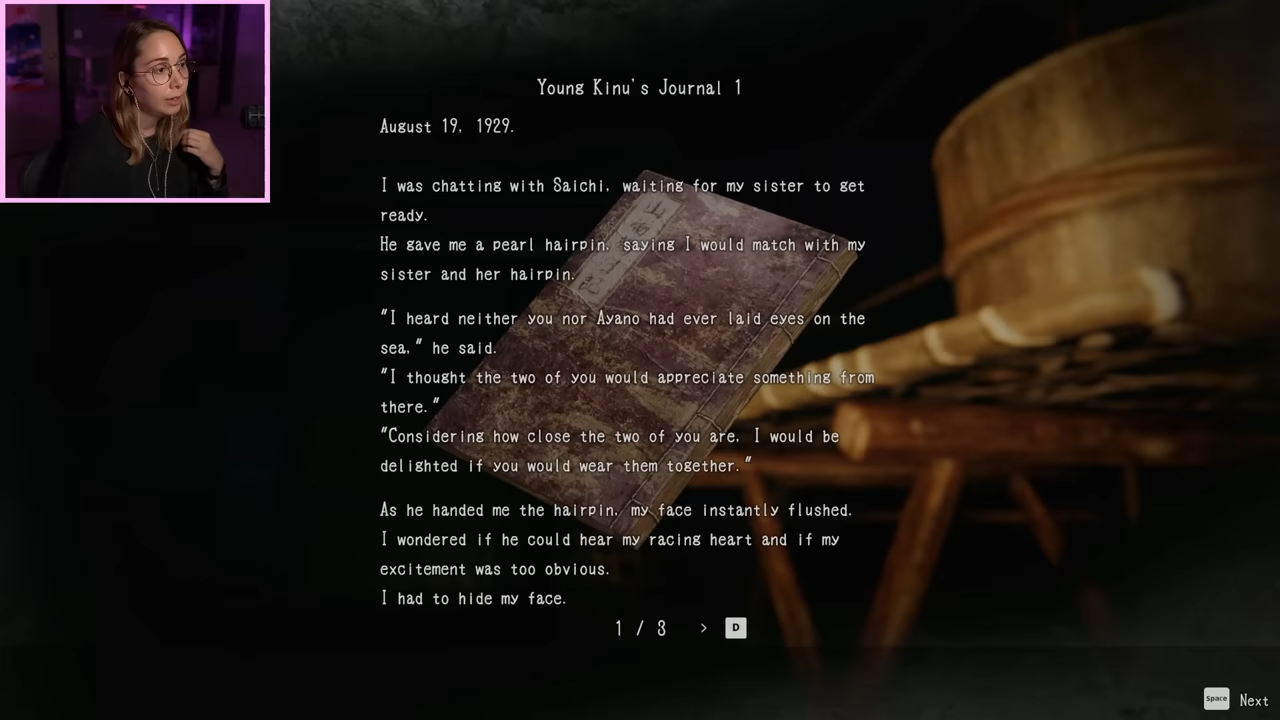 Young Kinu's Journal 1
August 19, 1929.
I was chatting with Saichi, waiting for my sister to get
ready.
He gave me a pearl hairpin, saying I would match with my
sister and her hairpin.
"I heard neither you nor Ayano had ever laid eyes on the
sea," he said.
"I thought the two of you would appreciate something from
there."
"Considering how close the two of you are, I would be
delighted if you would wear them together."
As he handed me the hairpin, my face instantly flushed.
I wondered if he could hear my racing heart and if my
excitement was too obvious.
I had to hide my face.
1 / 3 > D
Space Next